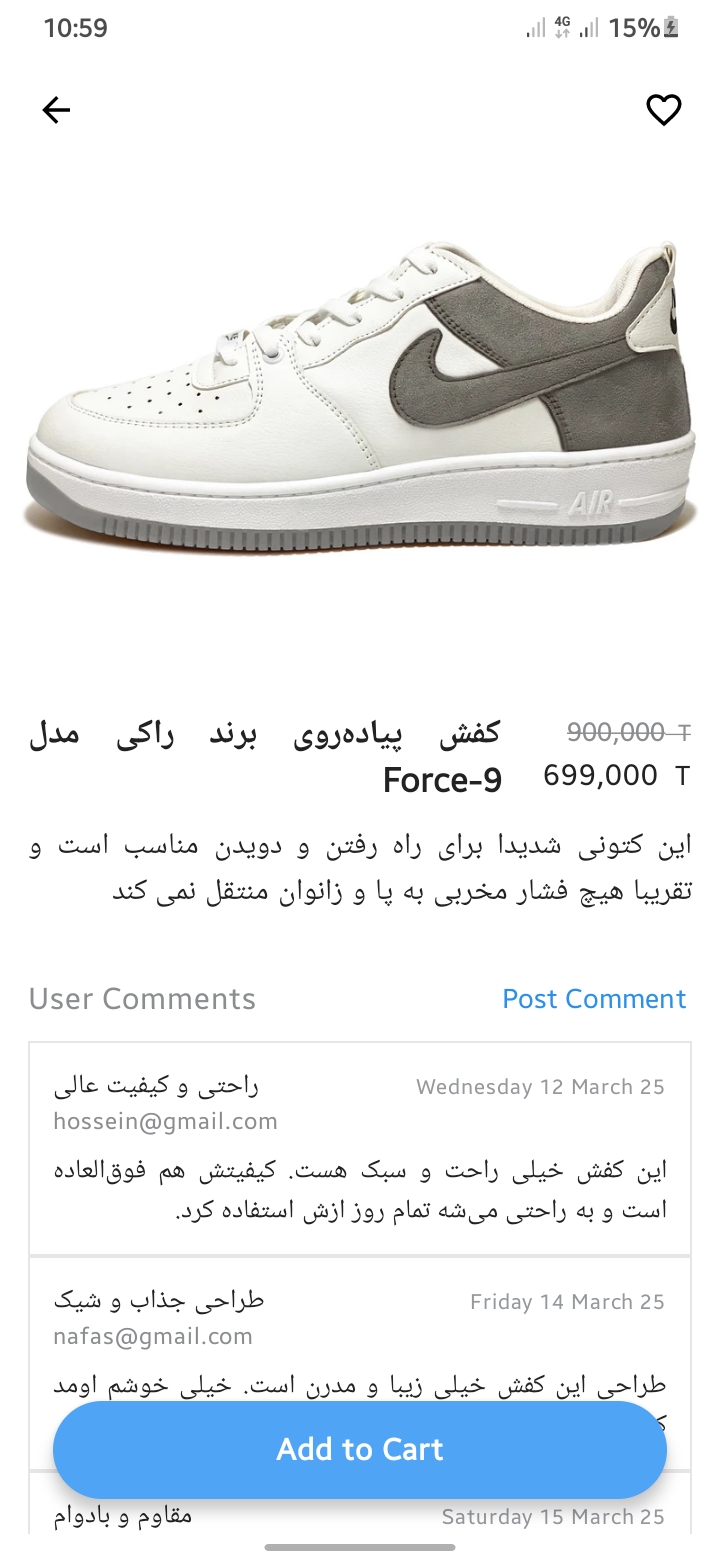 10:59
4G
15%
AIR
کفش پیاده‌روی برند راکی مدل
Force-9
900,000 T
699,000 T
این کتونی شدیدا برای راه رفتن و دویدن مناسب است و
تقریبا هیچ فشار مخربی به پا و زانوان منتقل نمی کند
User Comments
Post Comment
راحتی و کیفیت عالی
Wednesday 12 March 25
hossein@gmail.com
این کفش خیلی راحت و سبک هست. کیفیتش هم فوق‌العاده
است و به راحتی می‌شه تمام روز ازش استفاده کرد.
طراحی جذاب و شیک
Friday 14 March 25
nafas@gmail.com
طراحی این کفش خیلی زیبا و مدرن است. خیلی خوشم اومد
Add to Cart
مقاوم و بادوام
Saturday 15 March 25